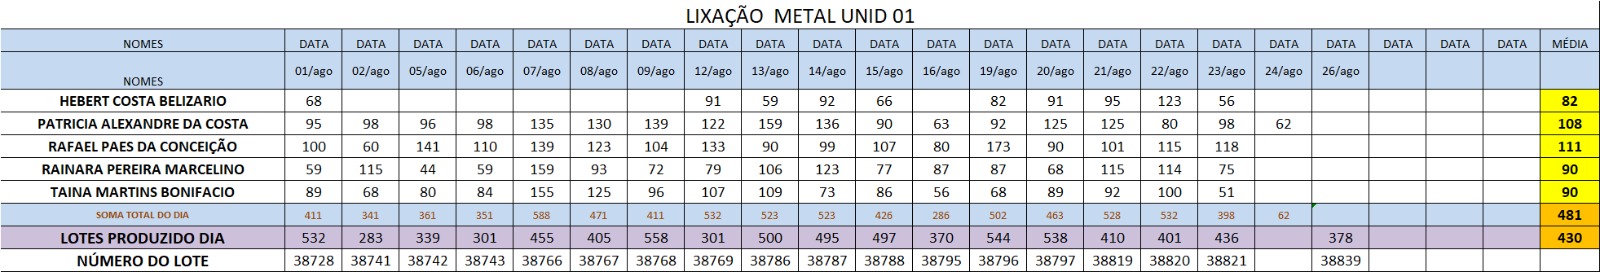 LIXAÇÃO METAL UNID 01
NOMES DATA DATA DATA DATA DATA DATA DATA DATA DATA DATA DATA DATA DATA DATA DATA DATA DATA DATA DATA DATA DATA DATA MÉDIA
NOMES 01/ago 02/ago 05/ago 06/ago 07/ago 08/ago 09/ago 12/ago 13/ago 14/ago 15/ago 16/ago 19/ago 20/ago 21/ago 22/ago 23/ago 24/ago 26/ago
HEBERT COSTA BELIZARIO 68 91 59 92 66 82 91 95 123 56 82
PATRICIA ALEXANDRE DA COSTA 95 98 96 98 135 130 139 122 159 136 90 63 92 125 125 80 98 62 108
RAFAEL PAES DA CONCEIÇÃO 100 60 141 110 139 123 104 133 90 99 107 80 173 90 101 115 118 111
RAINARA PEREIRA MARCELINO 59 115 44 59 159 93 72 79 106 123 77 87 87 68 115 114 75 90
TAINA MARTINS BONIFACIO 89 68 80 84 155 125 96 107 109 73 86 56 68 89 92 100 51 90
SOMA TOTAL DO DIA 411 341 361 351 588 471 411 532 523 523 426 286 502 463 528 532 398 62 481
LOTES PRODUZIDO DIA 532 283 339 301 455 405 558 301 500 495 497 370 544 538 410 401 436 378 430
NÚMERO DO LOTE 38728 38741 38742 38743 38766 38767 38768 38769 38786 38787 38788 38795 38796 38797 38819 38820 38821 38839